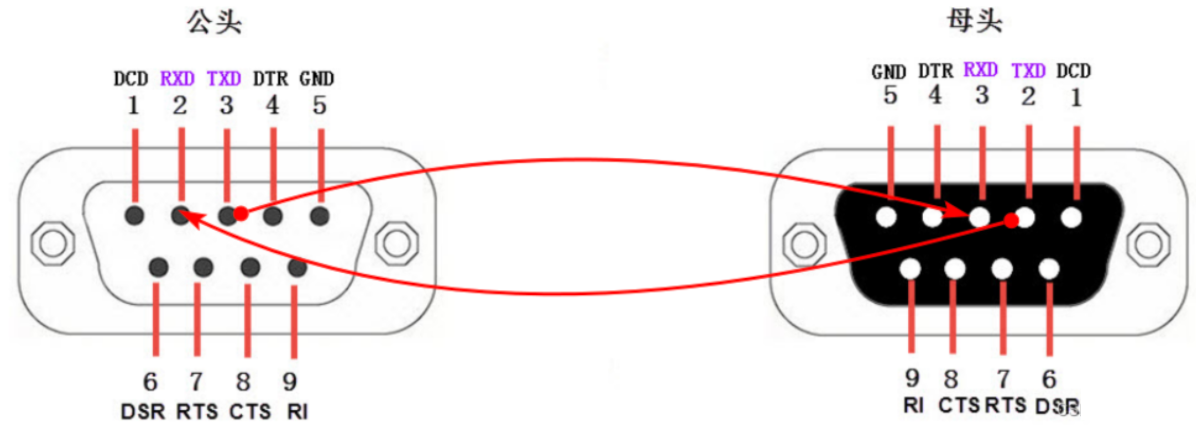 公头
母头
DCD RXD TXD DTR GND
1 2 3 4 5
GND DTR RXD TXD DCD
5 4 3 2 1
6 7 8 9
DSR RTS CTS RI
9 8 7 6
RI CTS RTS DSR